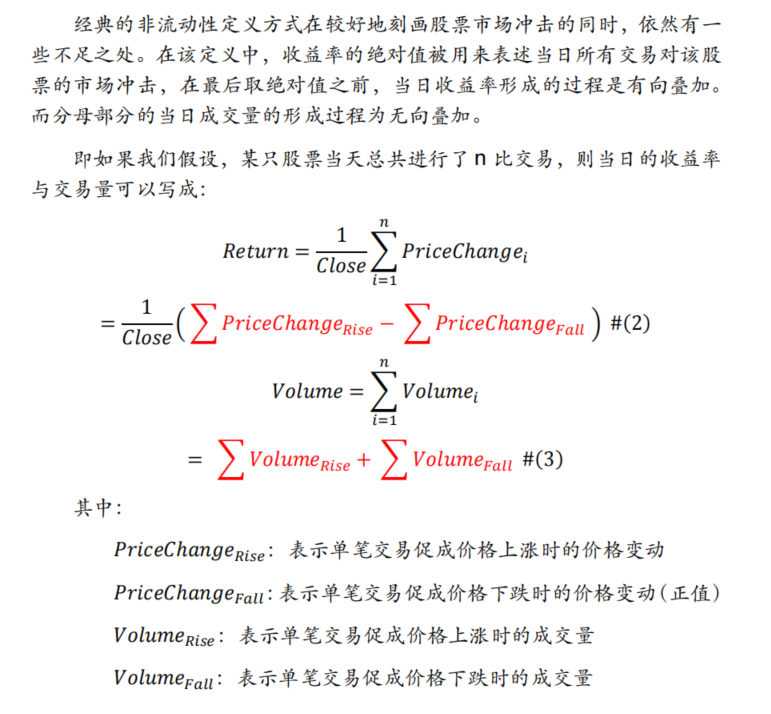 经典的非流动性定义方式在较好地刻画股票市场冲击的同时，依然有一
些不足之处。在该定义中，收益率的绝对值被用来表述当日所有交易对该股
票的市场冲击，在最后取绝对值之前，当日收益率形成的过程是有向叠加。
而分母部分的当日成交量的形成过程为无向叠加。
即如果我们假设，某只股票当天总共进行了 n 比交易，则当日的收益率
与交易量可以写成：
Return = \frac{1}{Close} \sum_{i=1}^{n} PriceChange_i
= \frac{1}{Close} ( \sum PriceChange_{Rise} − \sum PriceChange_{Fall} ) #(2)
Volume = \sum_{i=1}^{n} Volume_i
= \sum Volume_{Rise} + \sum Volume_{Fall} #(3)
其中：
PriceChange_{Rise}：表示单笔交易促成价格上涨时的价格变动
PriceChange_{Fall}：表示单笔交易促成价格下跌时的价格变动（正值）
Volume_{Rise}：表示单笔交易促成价格上涨时的成交量
Volume_{Fall}：表示单笔交易促成价格下跌时的成交量